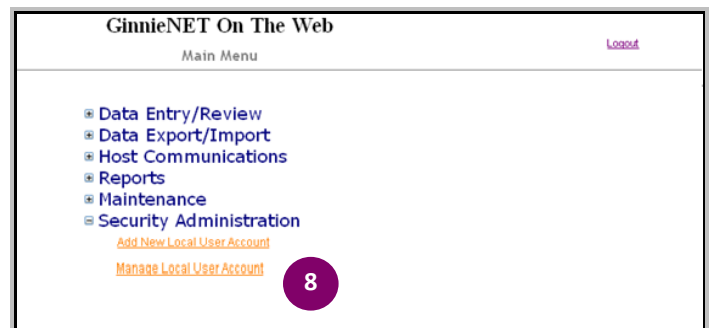 GinnieNET On The Web
Main Menu
Logout
Data Entry/Review
Data Export/Import
Host Communications
Reports
Maintenance
Security Administration
Add New Local User Account
Manage Local User Account
8